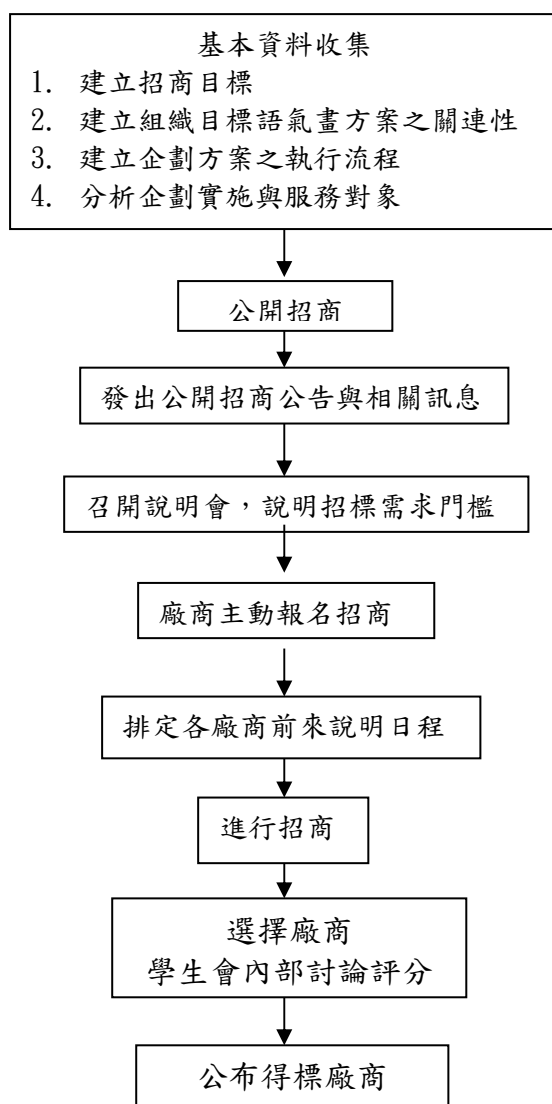 基本資料收集
1. 建立招商目標
2. 建立組織目標語氣畫方案之關連性
3. 建立企劃方案之執行流程
4. 分析企劃實施與服務對象
公開招商
發出公開招商公告與相關訊息
召開說明會，說明招標需求門檻
廠商主動報名招商
排定各廠商前來說明日程
進行招商
選擇廠商
學生會內部討論評分
公布得標廠商